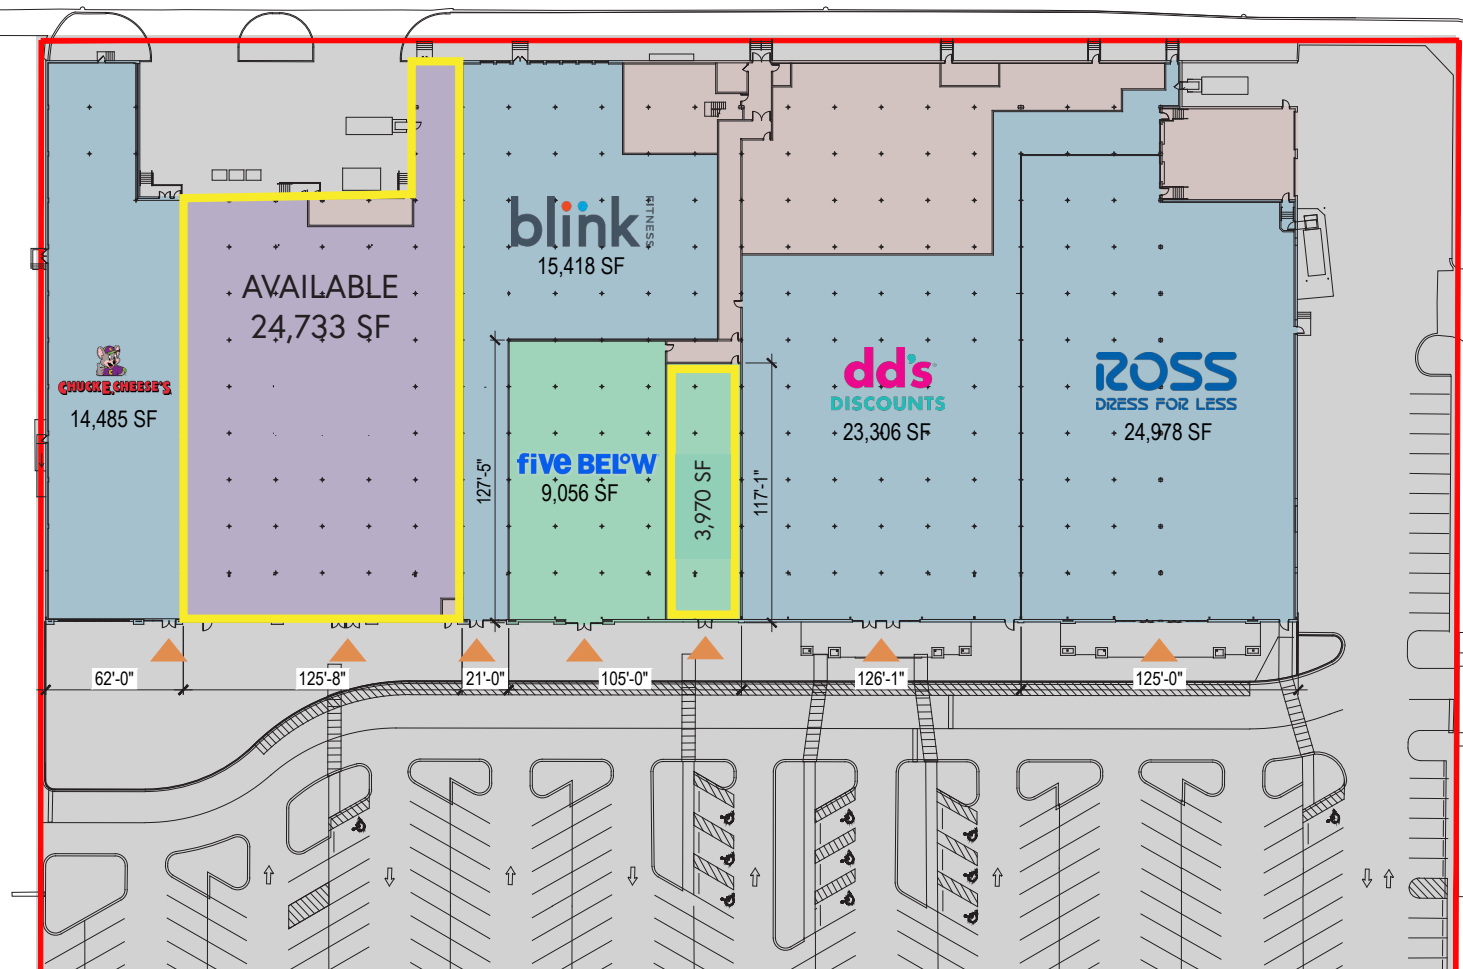 blink
FITNESS
15,418 SF
AVAILABLE
24,733 SF
CHUCK E. CHEESE'S
14,485 SF
dd's
DISCOUNTS
23,306 SF
ROSS
DRESS FOR LESS
24,978 SF
127'-5"
five BELOW
9,056 SF
3,970 SF
117'-1"
62'-0"
125'-8"
21'-0"
105'-0"
126'-1"
125'-0"